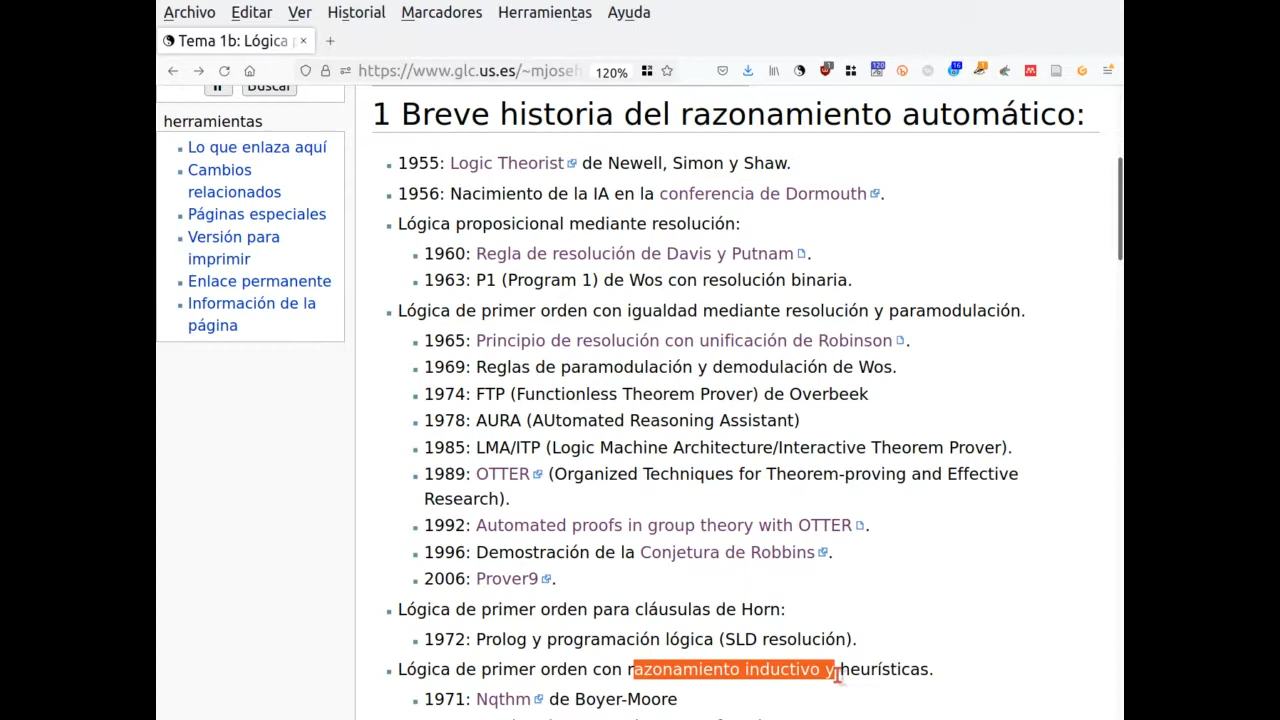 Archivo Editar Ver Historial Marcadores Herramientas Ayuda
Tema 1b: Lógica
https://www.glc.us.es/~mjoseh 120%
Buscar
herramientas
Lo que enlaza aquí
Cambios
relacionados
Páginas especiales
Versión para
imprimir
Enlace permanente
Información de la
página
1 Breve historia del razonamiento automático:
1955: Logic Theorist de Newell, Simon y Shaw.
1956: Nacimiento de la IA en la conferencia de Dormouth.
Lógica proposicional mediante resolución:
1960: Regla de resolución de Davis y Putnam.
1963: P1 (Program 1) de Wos con resolución binaria.
Lógica de primer orden con igualdad mediante resolución y paramodulación.
1965: Principio de resolución con unificación de Robinson.
1969: Reglas de paramodulación y demodulación de Wos.
1974: FTP (Functionless Theorem Prover) de Overbeek
1978: AURA (AUtomated Reasoning Assistant)
1985: LMA/ITP (Logic Machine Architecture/Interactive Theorem Prover).
1989: OTTER (Organized Techniques for Theorem-proving and Effective
Research).
1992: Automated proofs in group theory with OTTER.
1996: Demostración de la Conjetura de Robbins.
2006: Prover9.
Lógica de primer orden para cláusulas de Horn:
1972: Prolog y programación lógica (SLD resolución).
Lógica de primer orden con razonamiento inductivo y heurísticas.
1971: Nqthm de Boyer-Moore